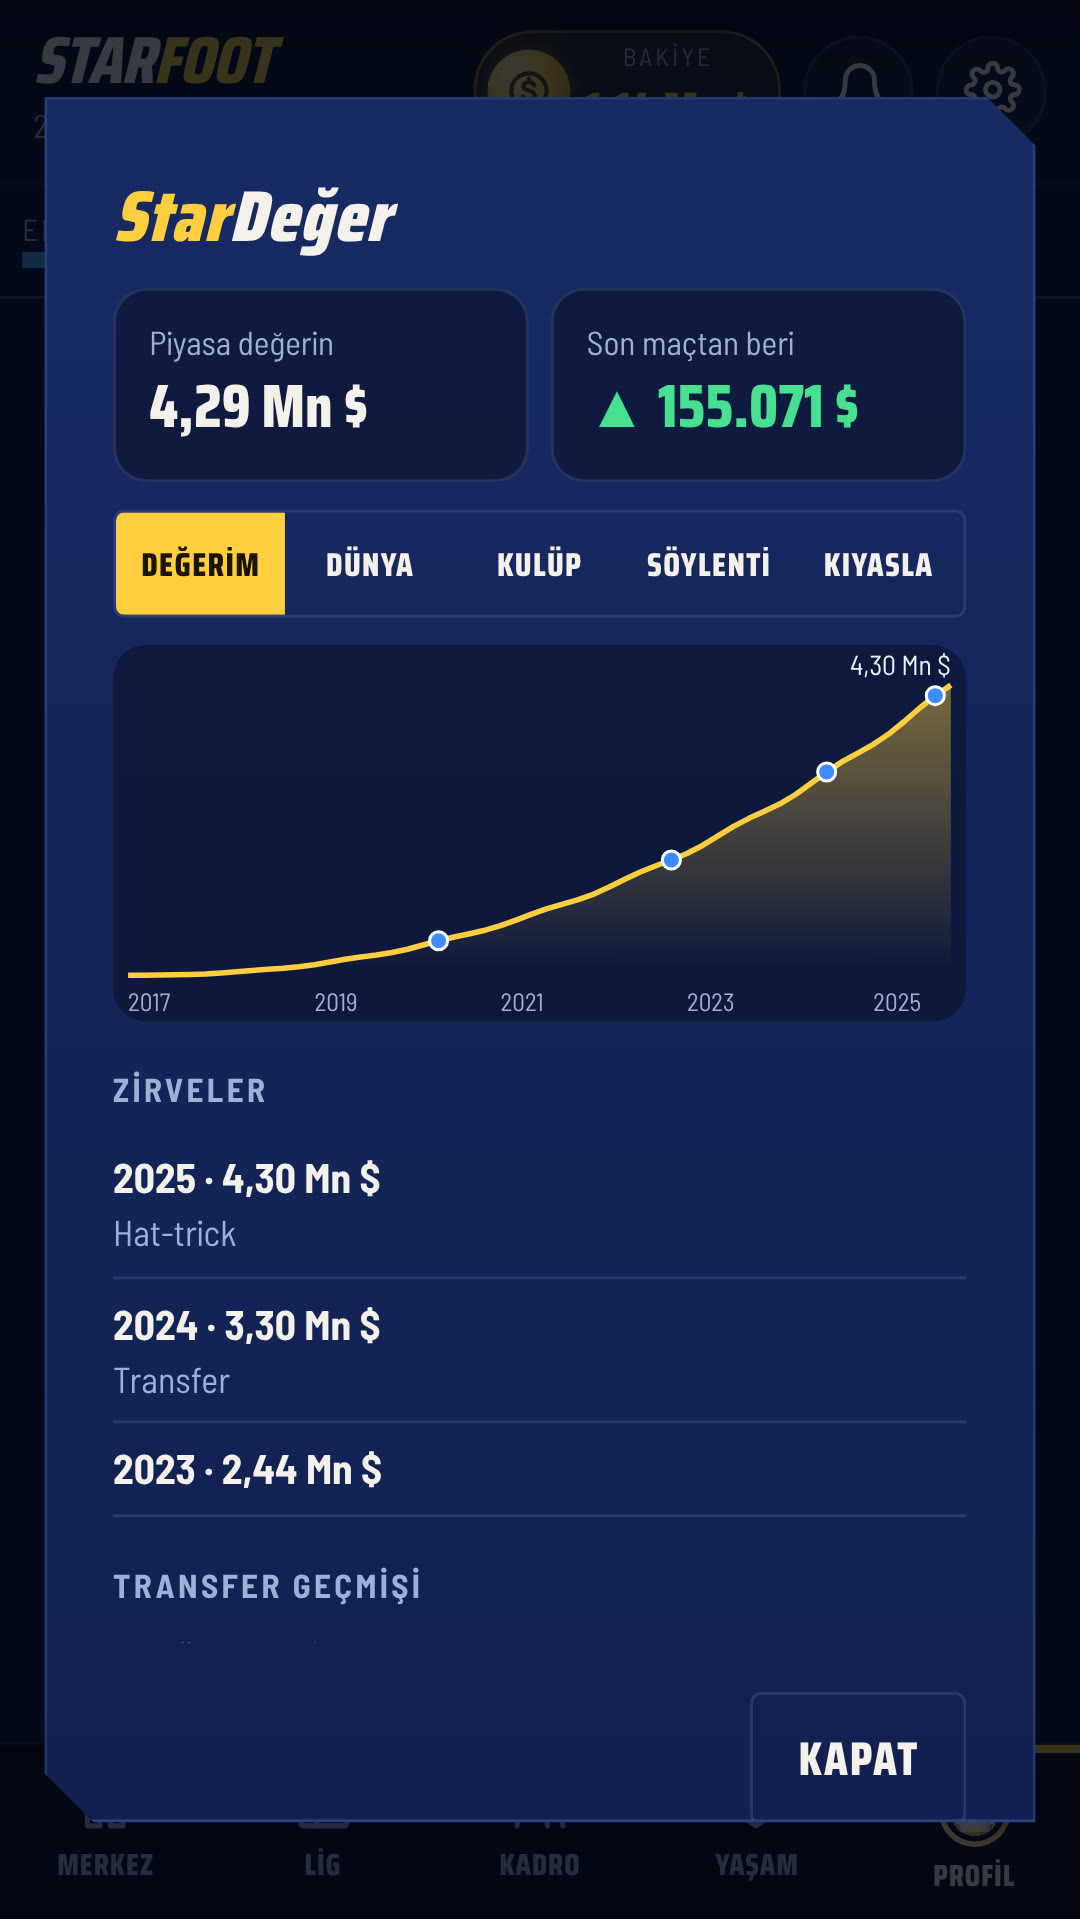 STARFOOT
BAKİYE
2
StarDeğer
Piyasa değerin
4,29 Mn $
Son maçtan beri
▲ 155.071 $
DEĞERİM
DÜNYA
KULÜP
SÖYLENTİ
KIYASLA
4,30 Mn $
2017
2019
2021
2023
2025
ZİRVELER
2025 · 4,30 Mn $
Hat-trick
2024 · 3,30 Mn $
Transfer
2023 · 2,44 Mn $
TRANSFER GEÇMİŞİ
KAPAT
MERKEZ
LİG
KADRO
YAŞAM
PROFİL